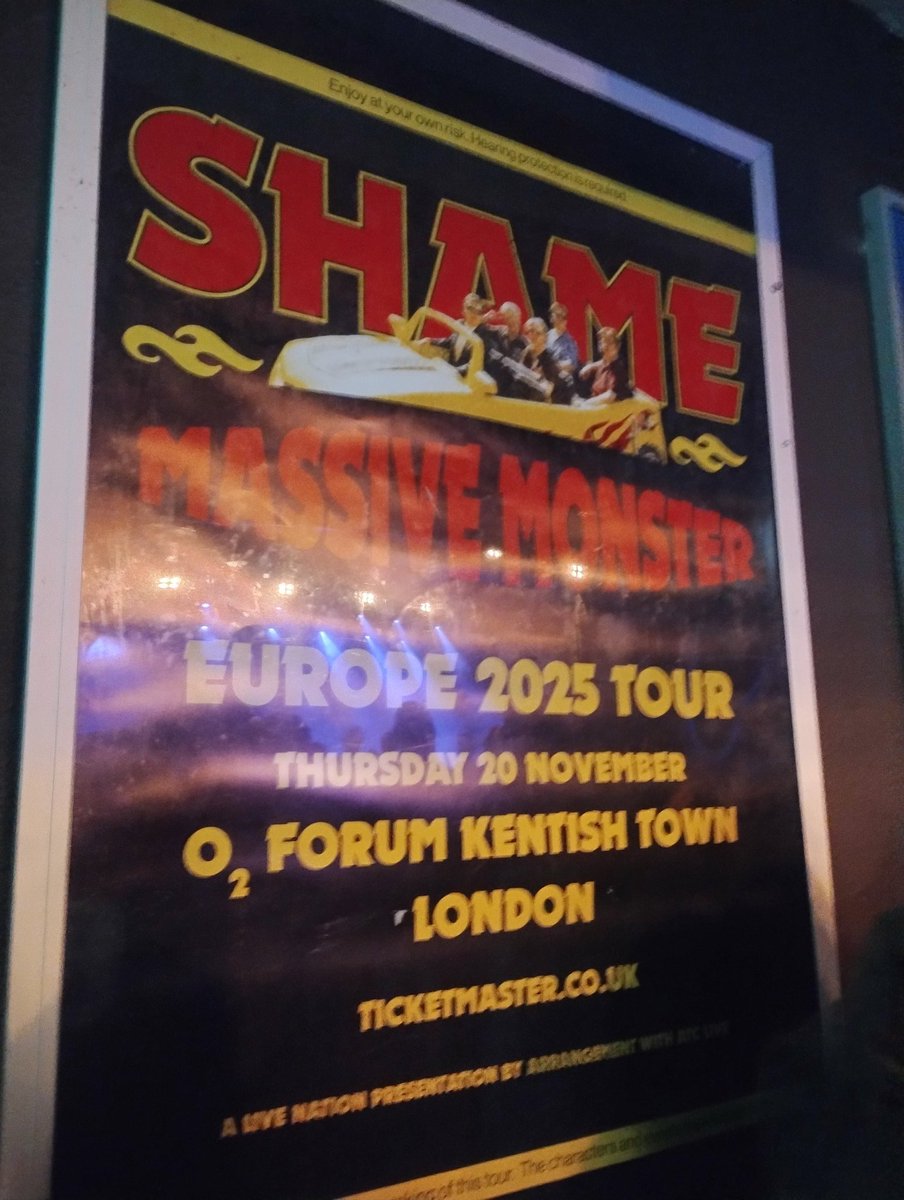 Enjoy at your own risk. Hearing protection is required.
SHAME
MASSIVE MONSTER
EUROPE 2025 TOUR
THURSDAY 20 NOVEMBER
O₂ FORUM KENTISH TOWN
LONDON
TICKETMASTER.CO.UK
A LIVE NATION PRESENTATION BY ARRANGEMENT WITH ATC LIVE
of this tour. The characters and